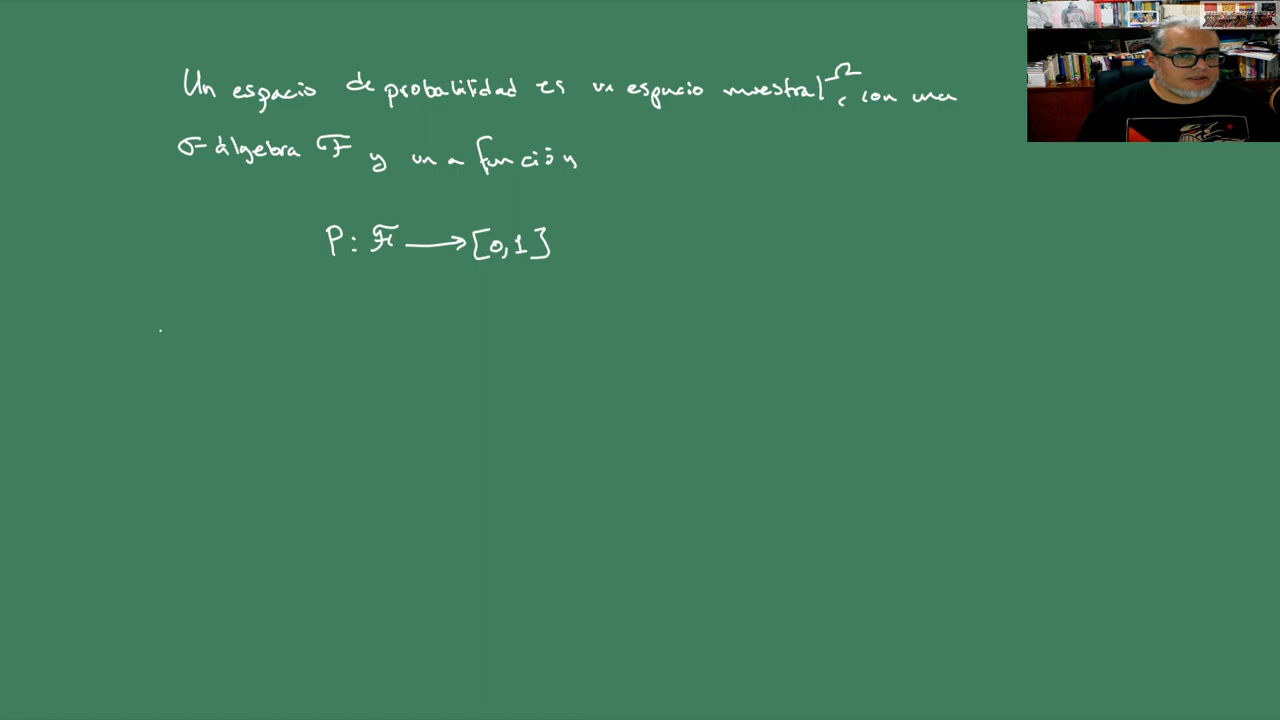 Un espacio de probabilidad es un espacio muestral Ω, con una
σ-álgebra F y una función
P: F → [0,1]